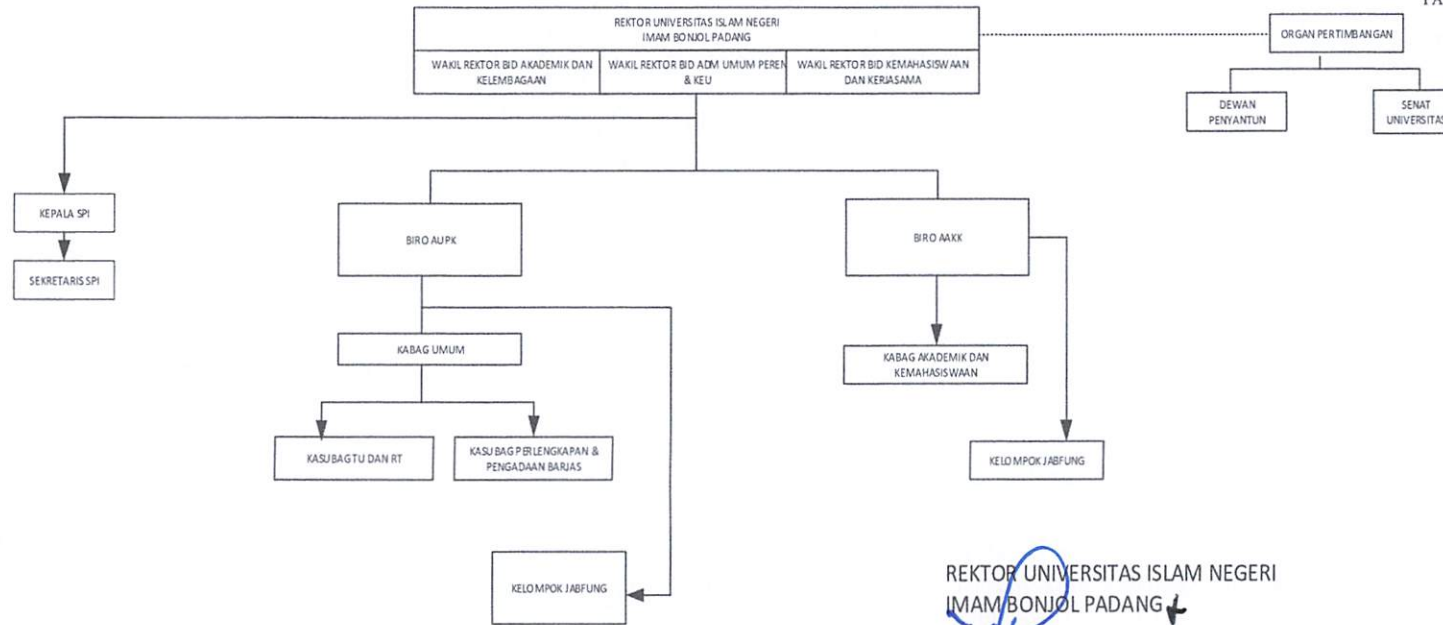 REKTOR UNIVERSITAS ISLAM NEGERI
IMAM BONJOL PADANG
WAKIL REKTOR BID AKADEMIK DAN
KELEMBAGAAN
WAKIL REKTOR BID ADM UMUM PEREN
& KEU
WAKIL REKTOR BID KEMAHASISWAAN
DAN KERJASAMA
ORGAN PERTIMBANGAN
DEWAN
PENYANTUN
SENAT
UNIVERSITAS
KEPALA SPI
SEKRETARIS SPI
BIRO AUPK
BIRO AAKK
KABAG UMUM
KABAG AKADEMIK DAN
KEMAHASISWAAN
KASUBAG TU DAN RT
KASUBAG PERLENGKAPAN &
PENGADAAN BARJAS
KELOMPOK JABFUNG
KELOMPOK JABFUNG
REKTOR UNIVERSITAS ISLAM NEGERI
IMAM BONJOL PADANG